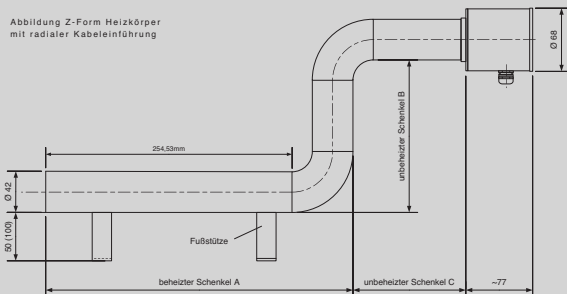 Abbildung Z-Form Heizkörper
mit radialer Kabeleinführung
Ø 68
unbeheizter Schenkel B
254,53mm
Ø 42
50 (100)
Fußstütze
beheizter Schenkel A
unbeheizter Schenkel C
~77